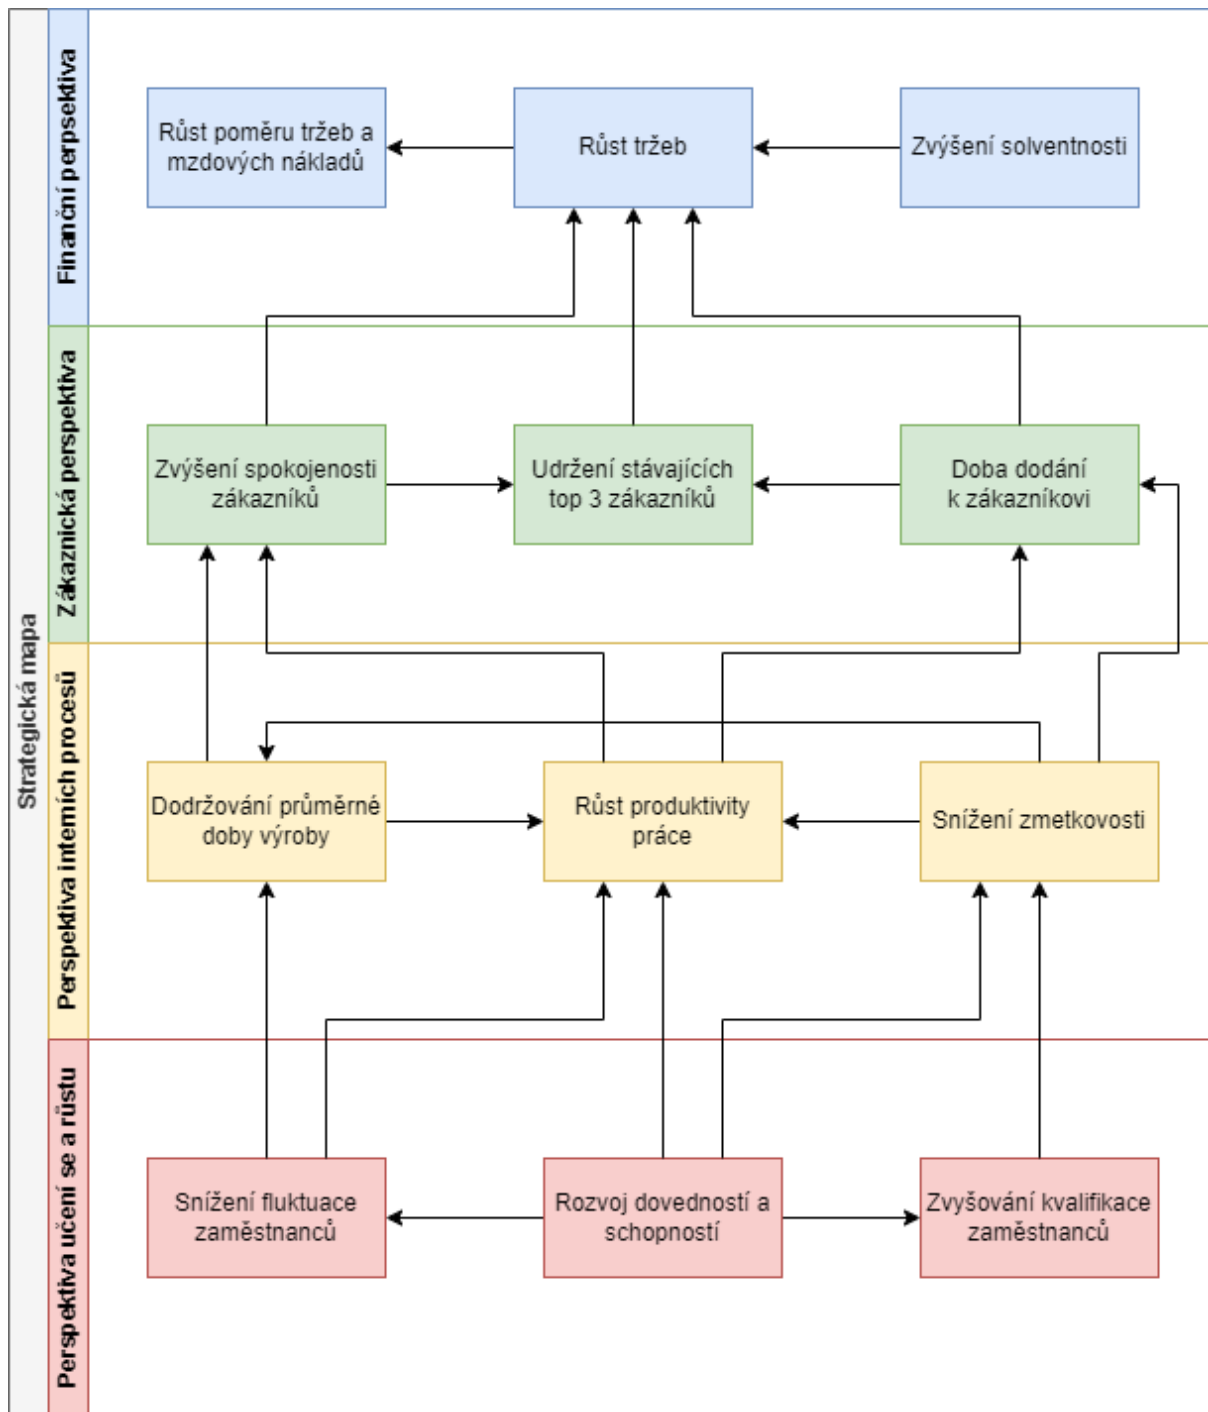 Strategická mapa
Finanční perpsektiva
Růst poměru tržeb a
mzdových nákladů
Růst tržeb
Zvýšení solventnosti
Zákaznická perspektiva
Zvýšení spokojenosti
zákazníků
Udržení stávajících
top 3 zákazníků
Doba dodání
k zákazníkovi
Perspektiva interních procesů
Dodržování průměrné
doby výroby
Růst produktivity
práce
Snížení zmetkovosti
Perspektiva učení se a růstu
Snížení fluktuace
zaměstnanců
Rozvoj dovedností a
schopností
Zvyšování kvalifikace
zaměstnanců